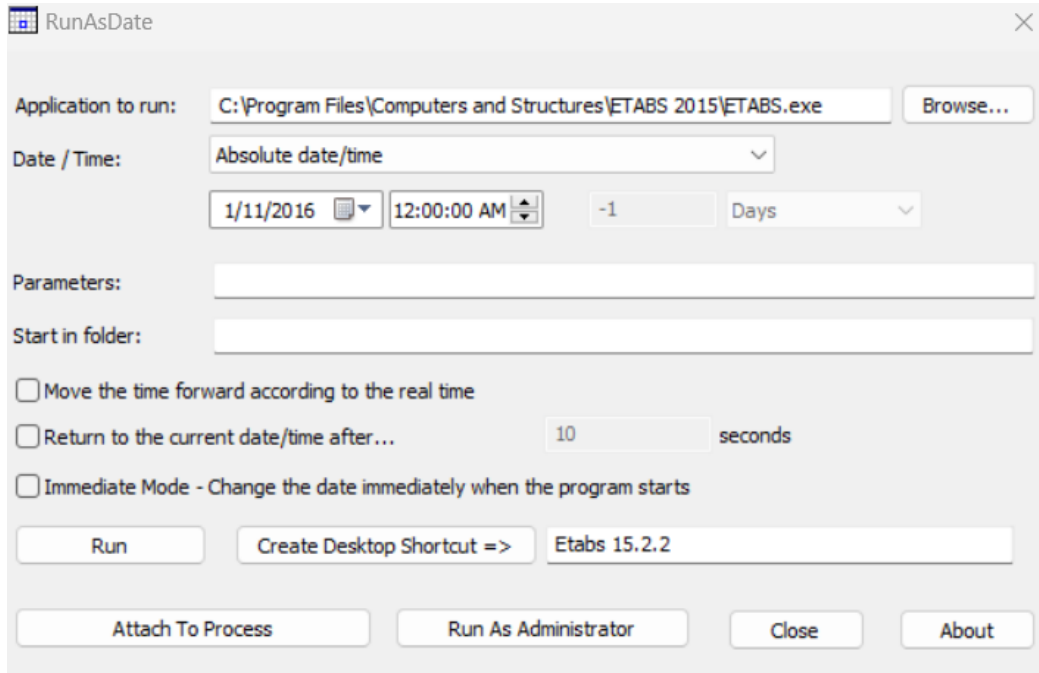 RunAsDate
Application to run: C:\Program Files\Computers and Structures\ETABS 2015\ETABS.exe Browse...
Date / Time: Absolute date/time
1/11/2016 12:00:00 AM -1 Days
Parameters:
Start in folder:
Move the time forward according to the real time
Return to the current date/time after... 10 seconds
Immediate Mode - Change the date immediately when the program starts
Run Create Desktop Shortcut => Etabs 15.2.2
Attach To Process Run As Administrator Close About